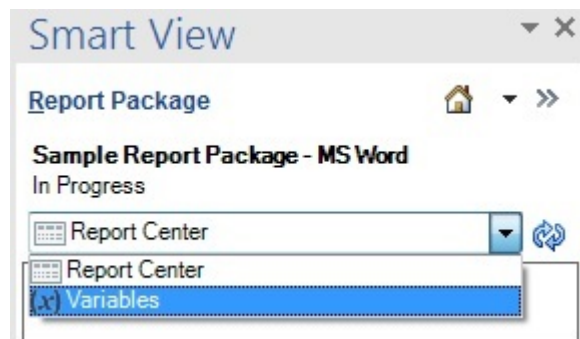 Smart View
Report Package
Sample Report Package - MS Word
In Progress
Report Center
Report Center
(x) Variables